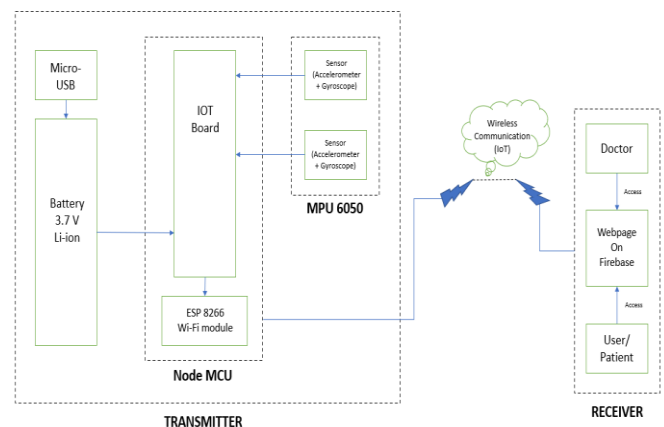 Micro-
USB
Battery
3.7 V
Li-ion
IOT
Board
ESP 8266
Wi-Fi module
Node MCU
Sensor
(Accelerometer
+ Gyroscope)
Sensor
(Accelerometer
+ Gyroscope)
MPU 6050
TRANSMITTER
Wireless
Communication
(IoT)
Doctor
Access
Webpage
On
Firebase
Access
User/
Patient
RECEIVER